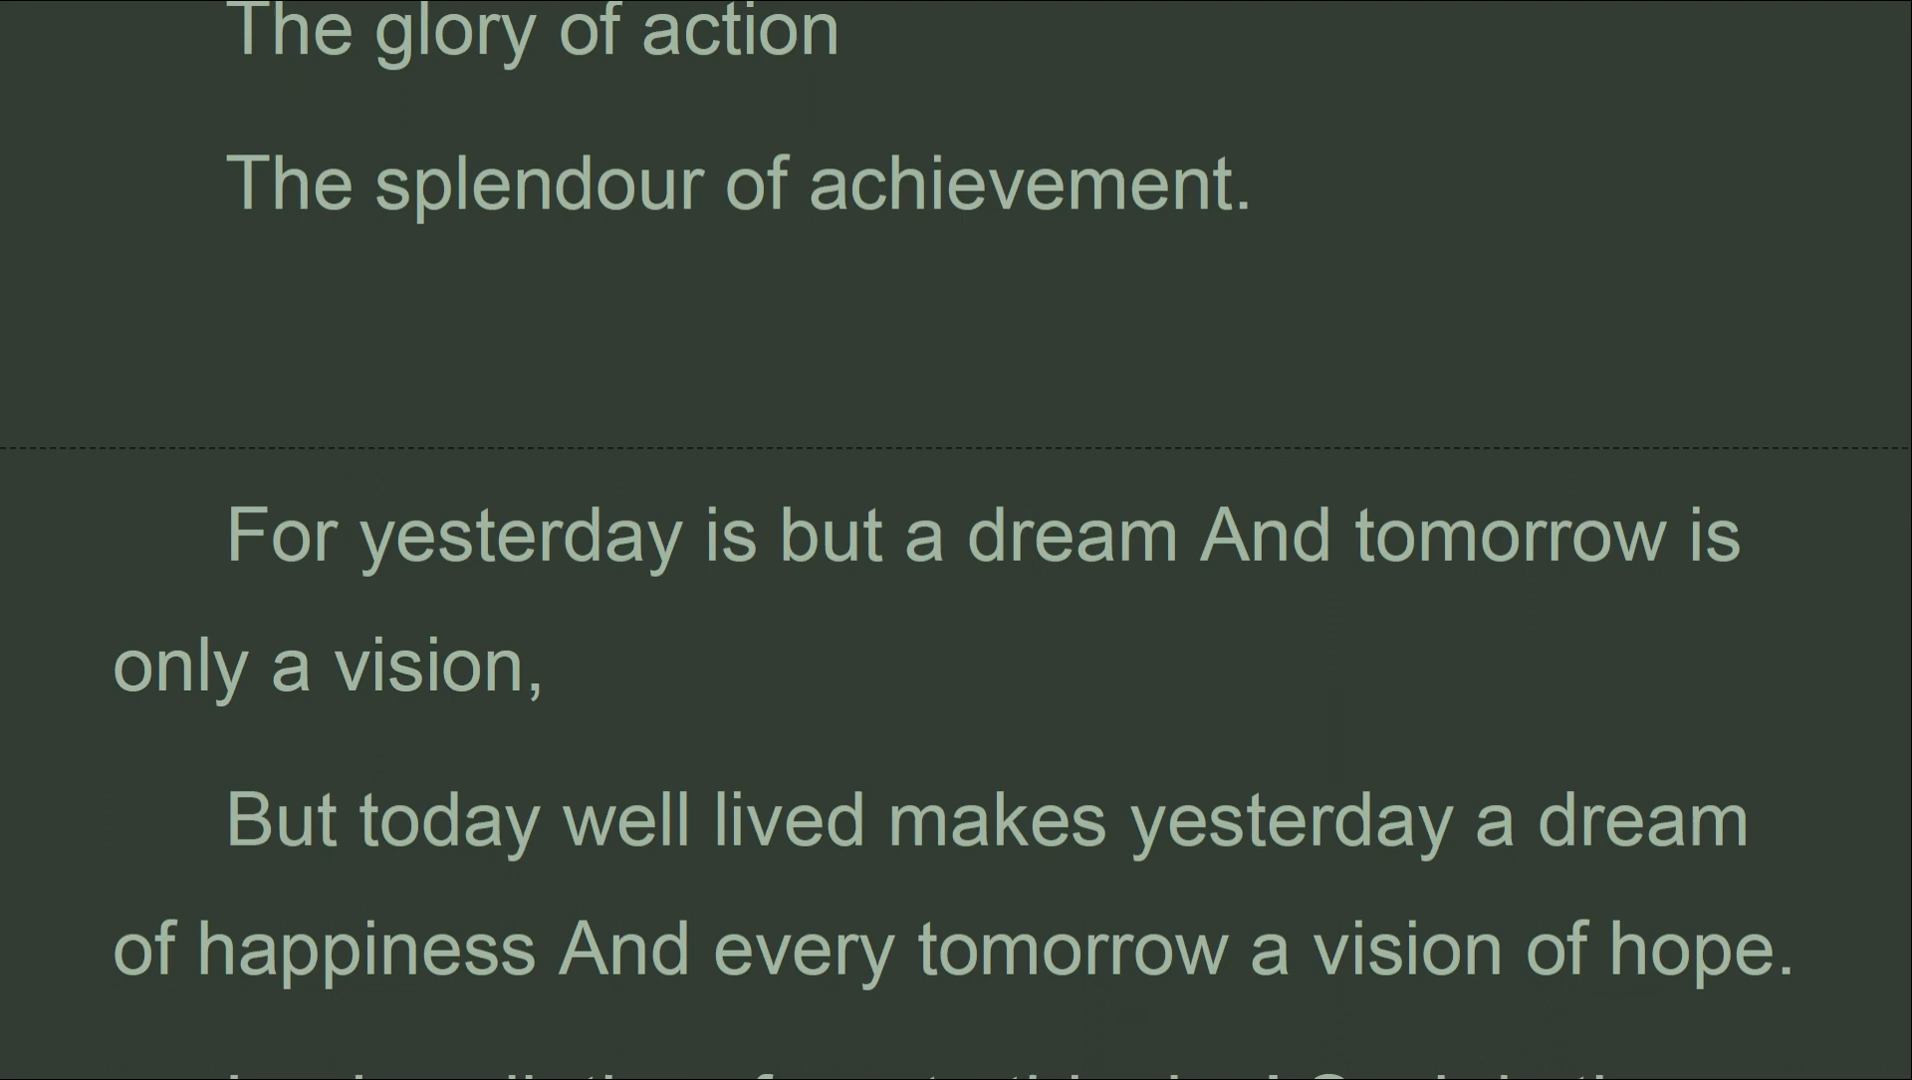 The glory of action
The splendour of achievement.
For yesterday is but a dream And tomorrow is
only a vision,
But today well lived makes yesterday a dream
of happiness And every tomorrow a vision of hope.